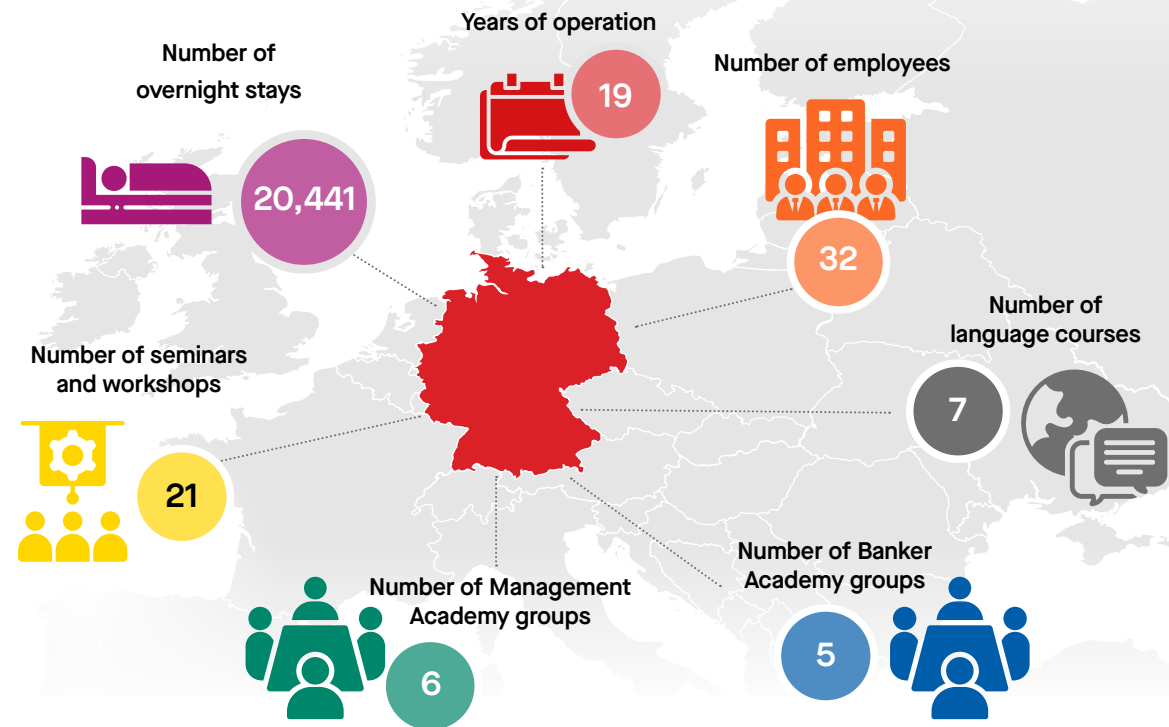 Years of operation
19
Number of
overnight stays
20,441
Number of employees
32
Number of
language courses
7
Number of seminars
and workshops
21
Number of Management
Academy groups
6
Number of Banker
Academy groups
5